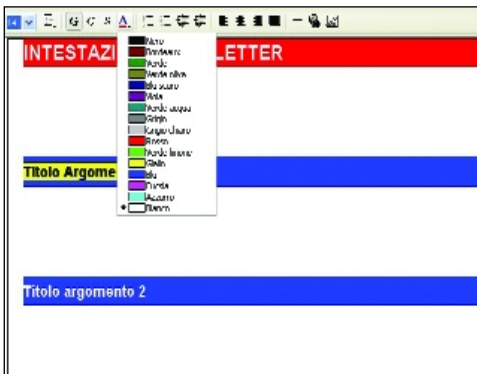 G C S A
INTESTAZI LETTER
Nero
Bordeaux
Verde
Verde oliva
Blu scuro
Viola
Verde acqua
Grigio
Grigio chiaro
Rosso
Verde limone
Giallo
Blu
Fucsia
Azzurro
Bianco
Titolo Argome
Titolo argomento 2